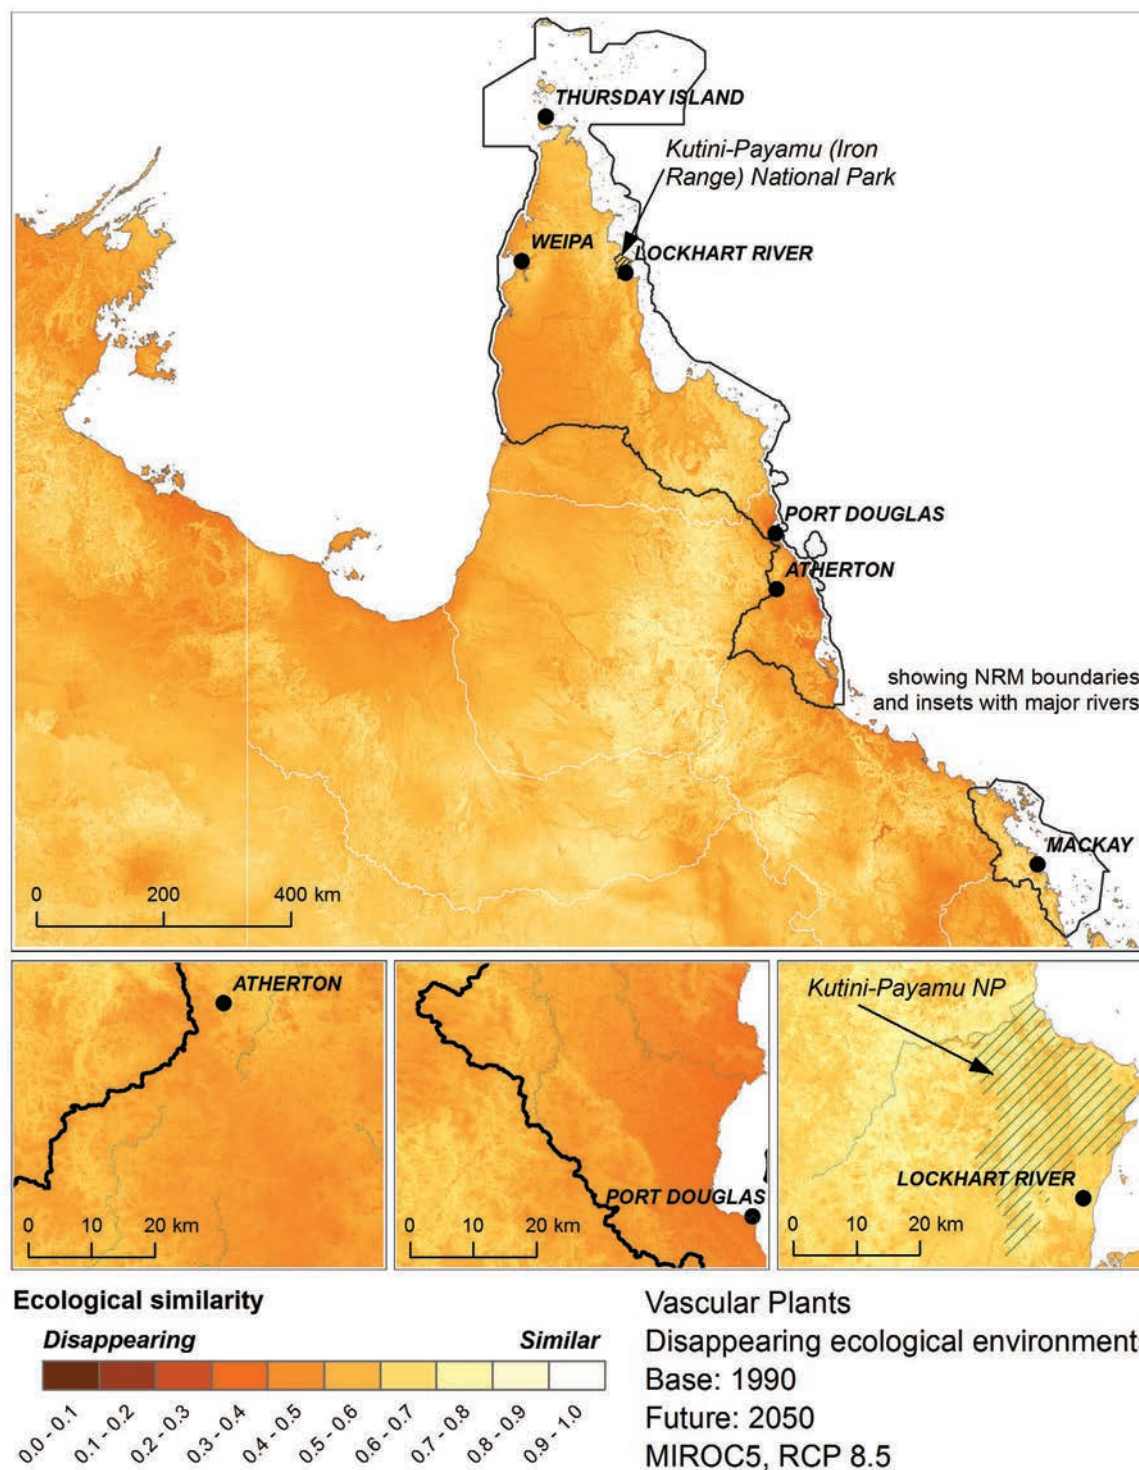 THURSDAY ISLAND
Kutini-Payamu (Iron
Range) National Park
WEIPA
LOCKHART RIVER
PORT DOUGLAS
ATHERTON
showing NRM boundaries
and insets with major rivers
MACKAY
0 200 400 km
ATHERTON
0 10 20 km
PORT DOUGLAS
0 10 20 km
Kutini-Payamu NP
LOCKHART RIVER
0 10 20 km
Ecological similarity
Disappearing Similar
0.0 - 0.1
0.1 - 0.2
0.2 - 0.3
0.3 - 0.4
0.4 - 0.5
0.5 - 0.6
0.6 - 0.7
0.7 - 0.8
0.8 - 0.9
0.9 - 1.0
Vascular Plants
Disappearing ecological environment
Base: 1990
Future: 2050
MIROC5, RCP 8.5